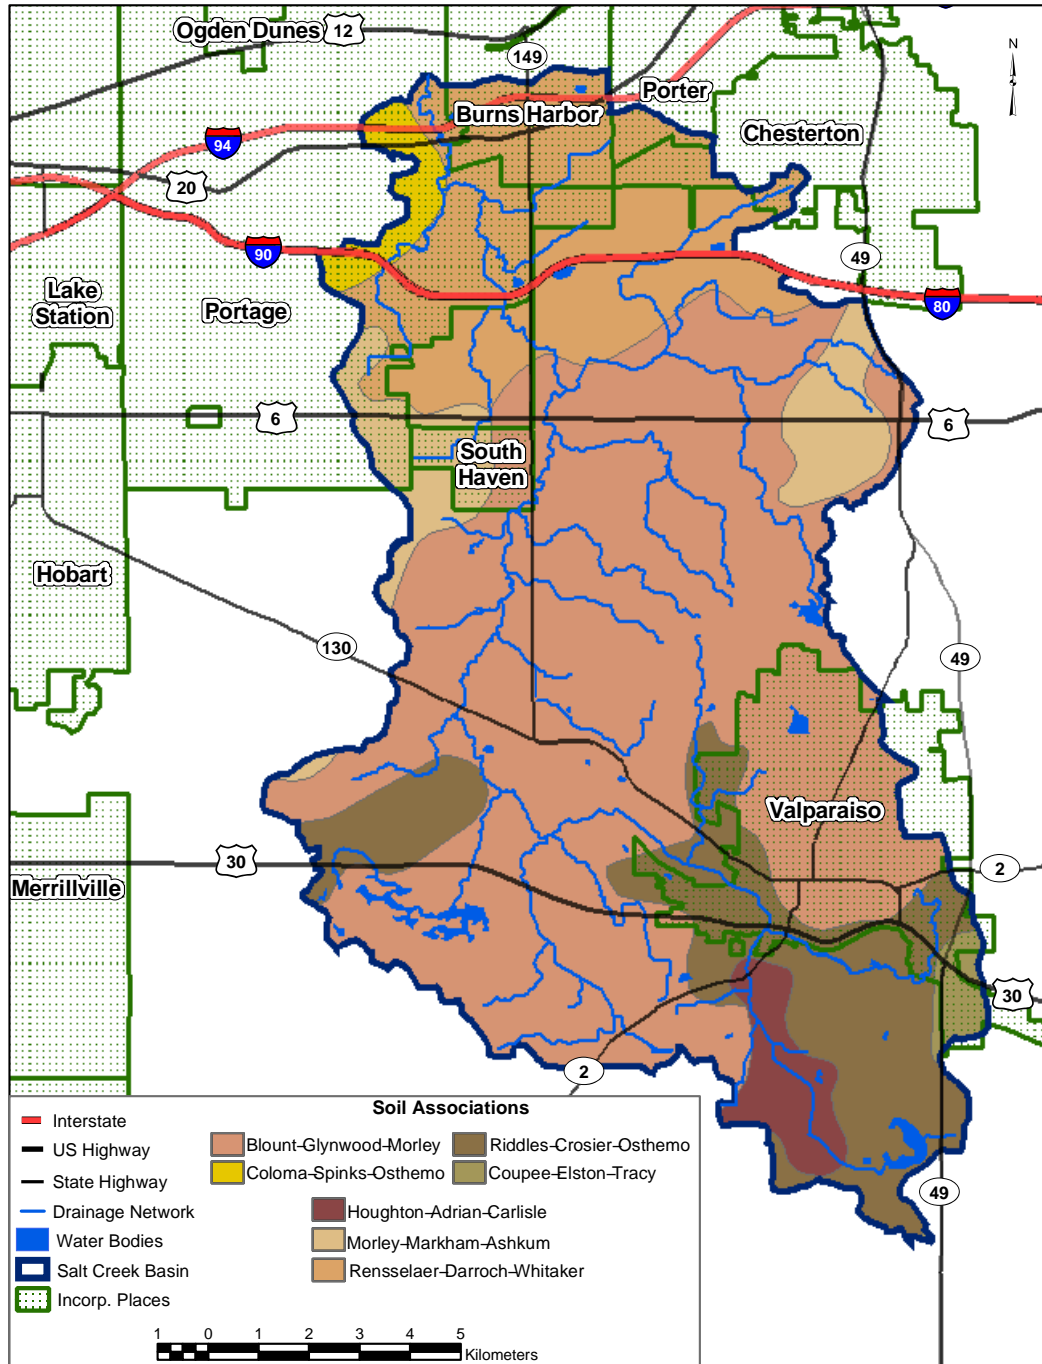 Ogden Dunes
12
149
N
Porter
Burns Harbor
Chesterton
94
20
90
49
Lake
Station
Portage
80
6
6
South
Haven
Hobart
130
49
Valparaiso
30
2
Merrillville
30
2
49
Soil Associations
Interstate
US Highway
State Highway
Drainage Network
Water Bodies
Salt Creek Basin
Incorp. Places
Blount-Glynwood-Morley
Riddles-Crosier-Osthemo
Coloma-Spinks-Osthemo
Coupee-Elston-Tracy
Houghton-Adrian-Carlisle
Morley-Markham-Ashkum
Rensselaer-Darroch-Whitaker
1 0 1 2 3 4 5
Kilometers